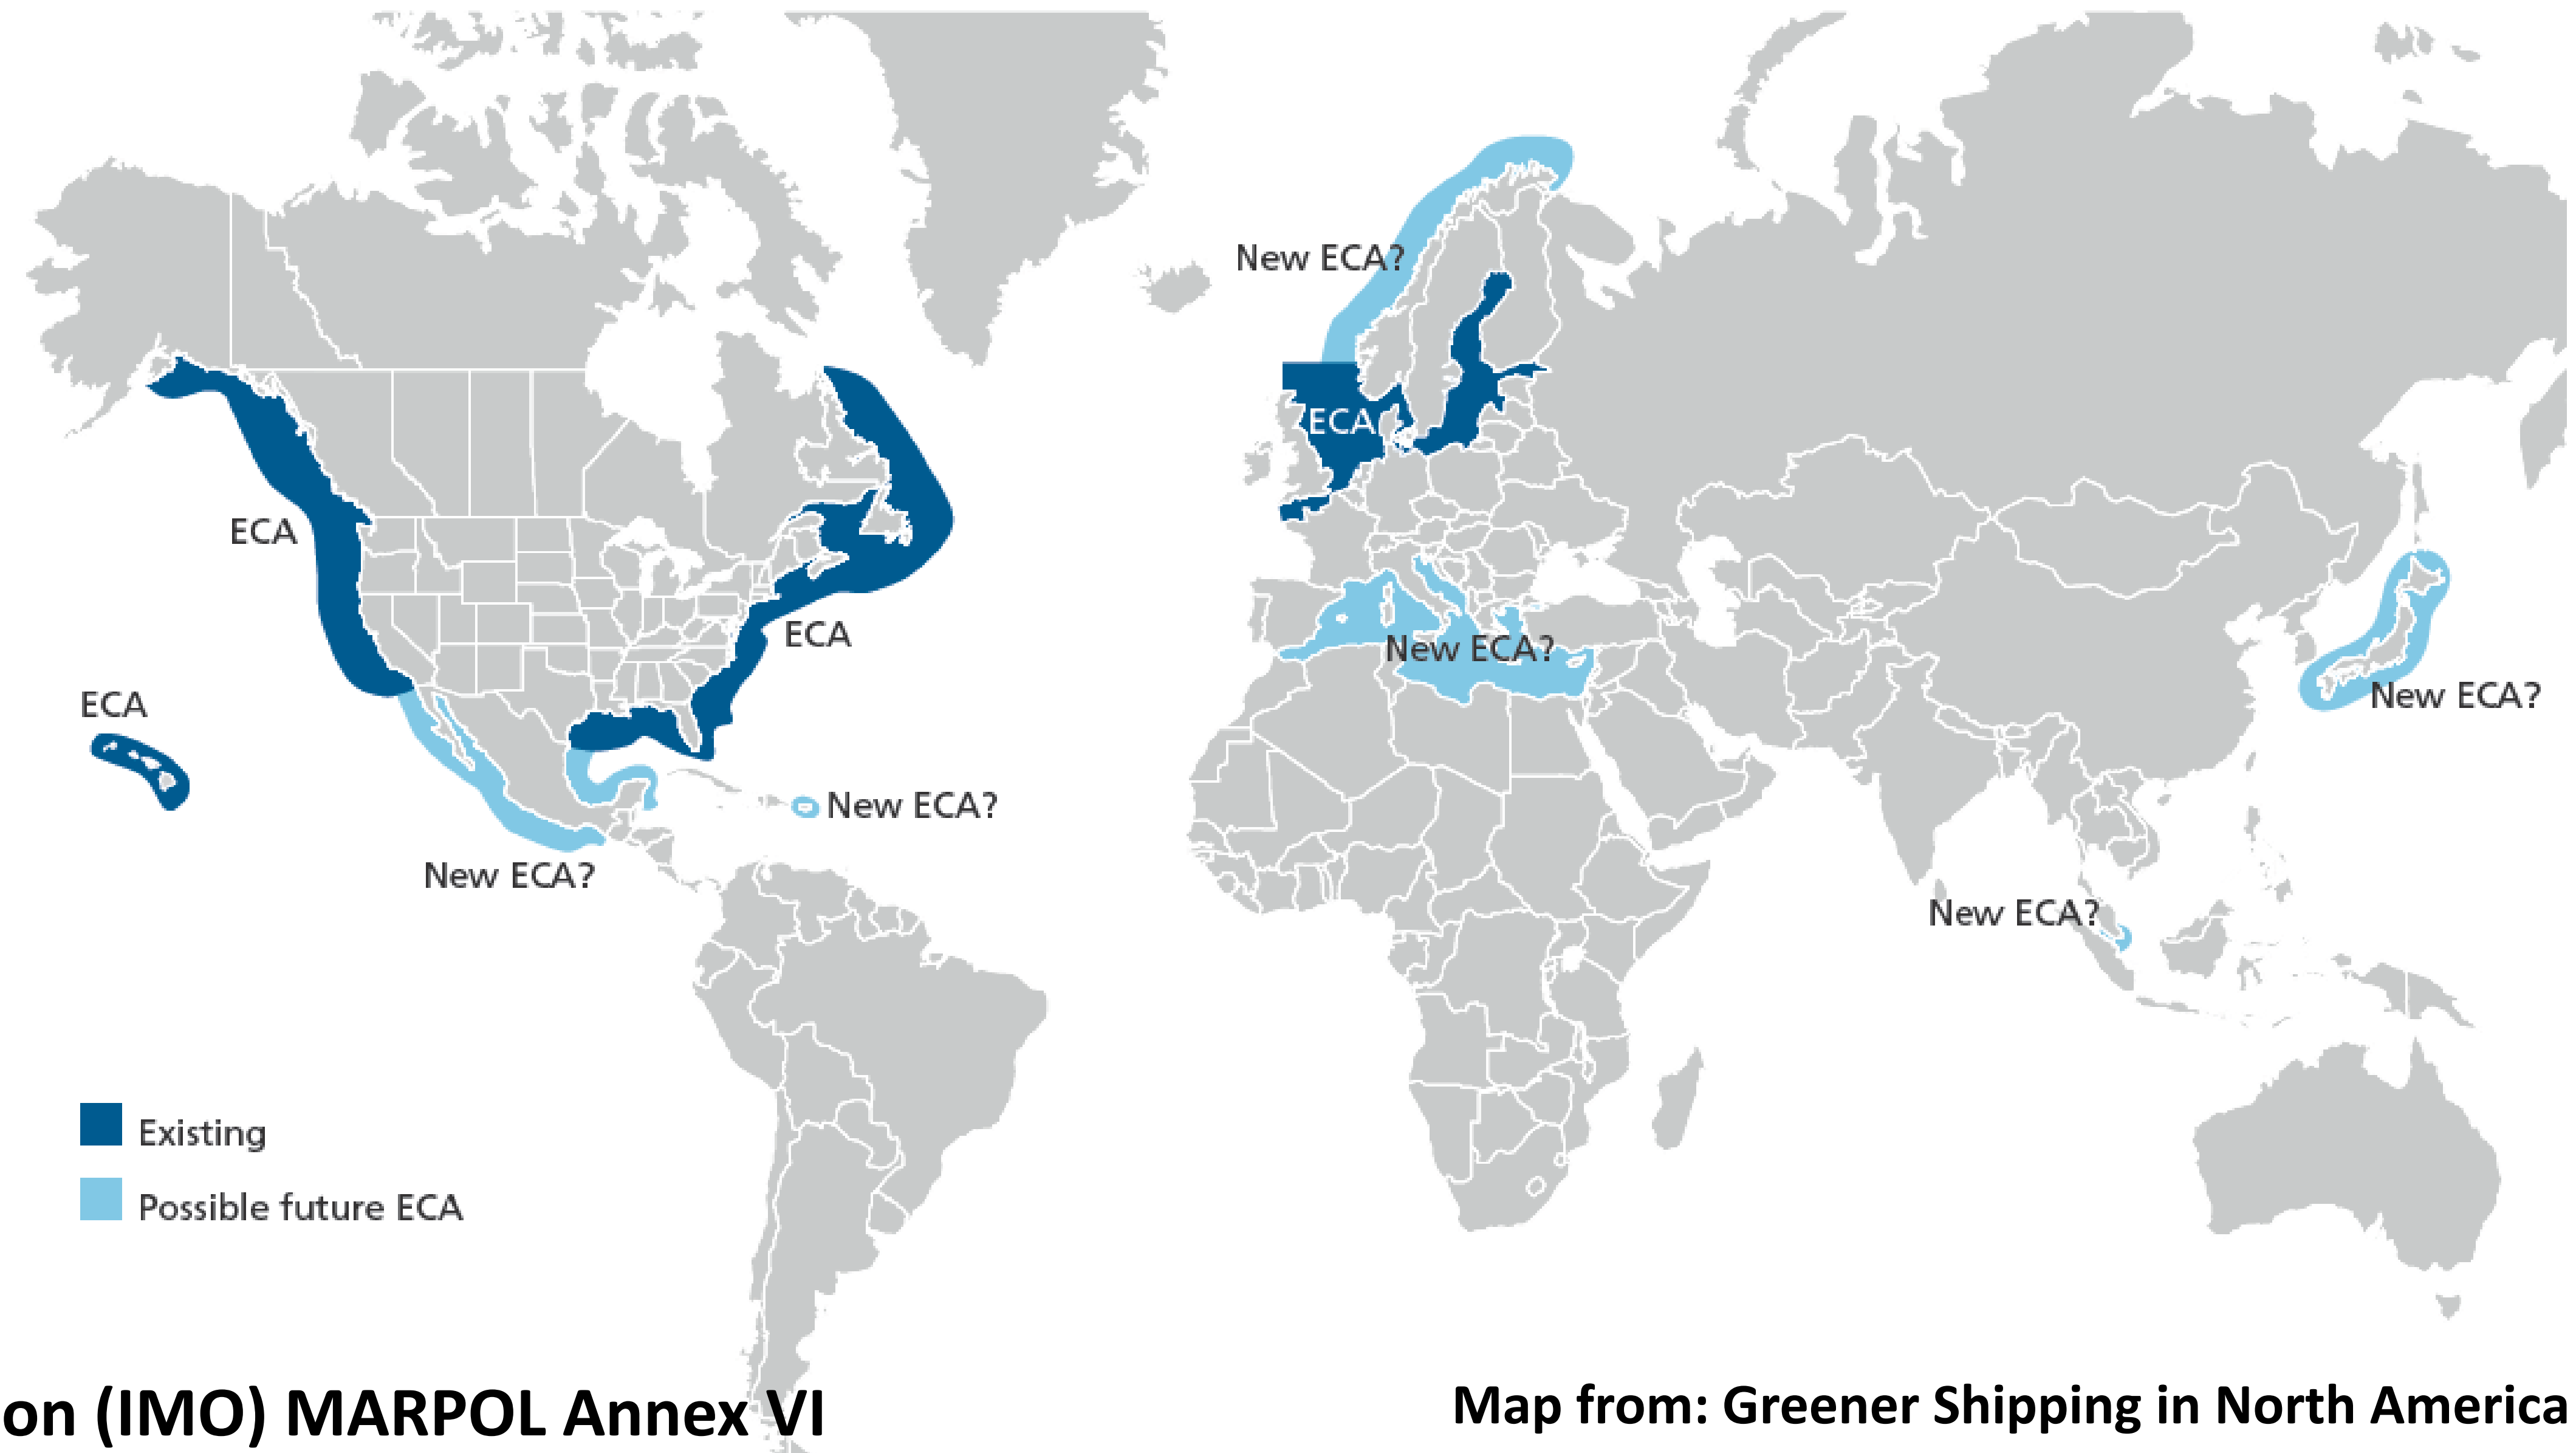 New ECA?
ECA
ECA
ECA
New ECA?
ECA
New ECA?
New ECA?
New ECA?
New ECA?
New ECA?
Existing
Possible future ECA
on (IMO) MARPOL Annex VI
Map from: Greener Shipping in North America